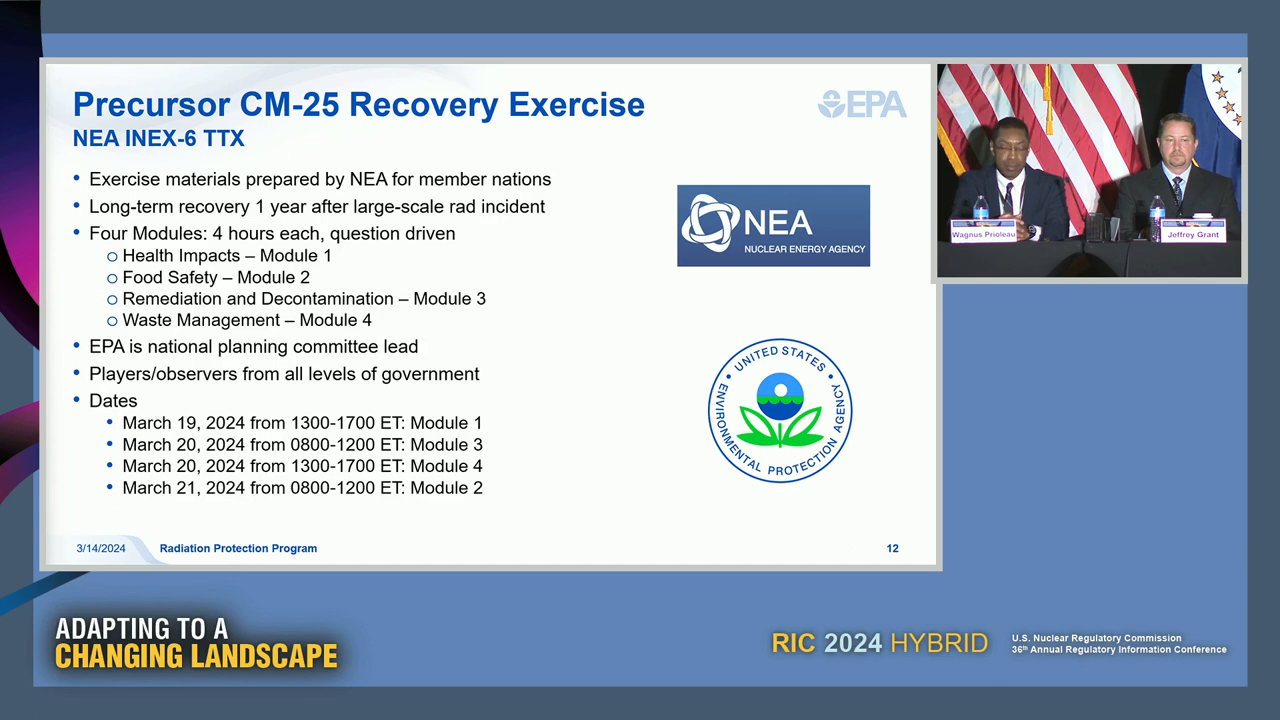 Precursor CM-25 Recovery Exercise
NEA INEX-6 TTX
EPA
• Exercise materials prepared by NEA for member nations
• Long-term recovery 1 year after large-scale rad incident
• Four Modules: 4 hours each, question driven
o Health Impacts – Module 1
o Food Safety – Module 2
o Remediation and Decontamination – Module 3
o Waste Management – Module 4
• EPA is national planning committee lead
• Players/observers from all levels of government
• Dates
• March 19, 2024 from 1300-1700 ET: Module 1
• March 20, 2024 from 0800-1200 ET: Module 3
• March 20, 2024 from 1300-1700 ET: Module 4
• March 21, 2024 from 0800-1200 ET: Module 2
NEA
NUCLEAR ENERGY AGENCY
UNITED STATES
ENVIRONMENTAL PROTECTION AGENCY
3/14/2024
Radiation Protection Program
12
Wagnus Prioleau
Jeffrey Grant
ADAPTING TO A
CHANGING LANDSCAPE
RIC 2024 HYBRID
U.S. Nuclear Regulatory Commission
36th Annual Regulatory Information Conference